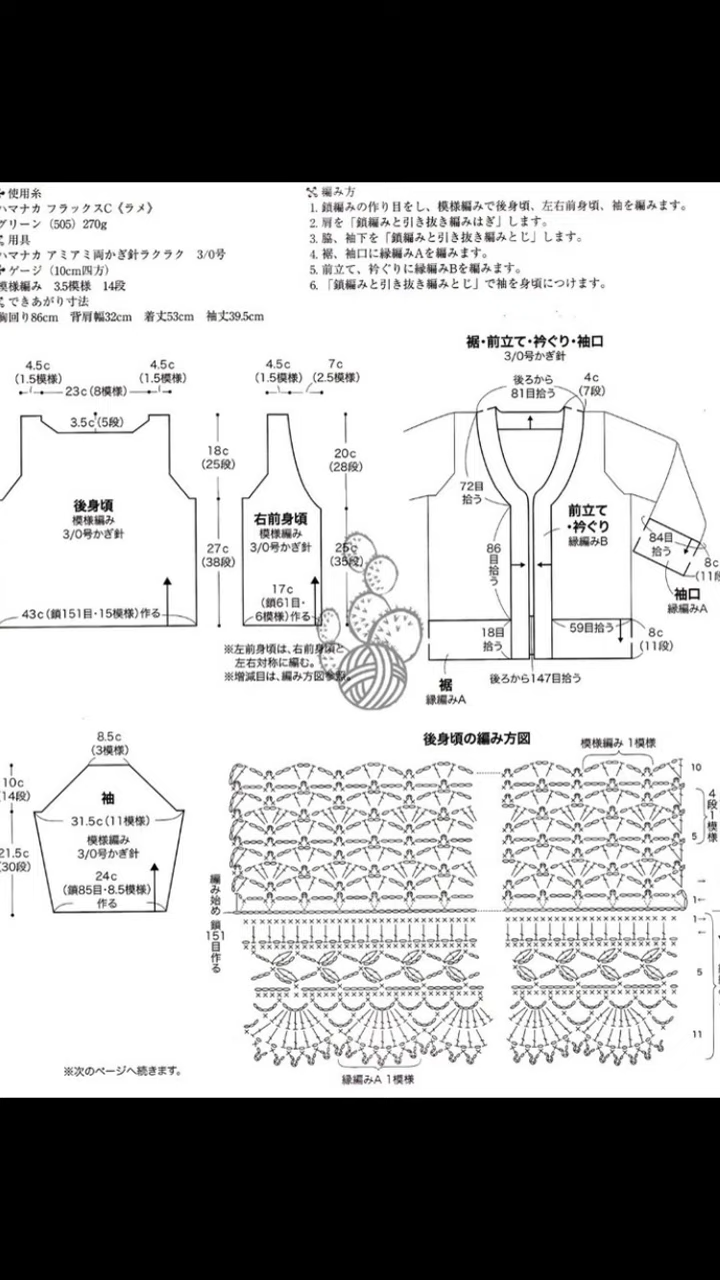 使用糸
ハマナカ フラックスC《ラメ》
グリーン (505) 270g
用具
ハマナカ アミアミ両かぎ針ラクラク 3/0号
ゲージ (10cm四方)
模様編み 3.5模様 14段
できあがり寸法
胸回り86cm 背肩幅32cm 着丈53cm 袖丈39.5cm
編み方
1. 鎖編みの作り目をし、模様編みで後身頃、左右前身頃、袖を編みます。
2. 肩を「鎖編みと引き抜き編みはぎ」します。
3. 脇、袖下を「鎖編みと引き抜き編みとじ」します。
4. 裾、袖口に縁編みAを編みます。
5. 前立て、衿ぐりに縁編みBを編みます。
6. 「鎖編みと引き抜き編みとじ」で袖を身頃につけます。
4.5c
(1.5模様)
23c(8模様)
4.5c
(1.5模様)
3.5c(5段)
18c
(25段)
後身頃
模様編み
3/0号かぎ針
27c
(38段)
43c(鎖151目・15模様)作る
4.5c
(1.5模様)
7c
(2.5模様)
20c
(28段)
右前身頃
模様編み
3/0号かぎ針
25c
(35段)
17c
(鎖61目・
6模様)作る
※左前身頃は、右前身頃と
左右対称に編む。
※増減目は、編み方図参照。
裾・前立て・衿ぐり・袖口
3/0号かぎ針
後ろから
81目拾う
4c
(7段)
72目
拾う
前立て
・衿ぐり
縁編みB
86目拾う
84目
拾う
8c
(11段
袖口
縁編みA
18目
拾う
59目拾う
8c
(11段)
裾
縁編みA
後ろから147目拾う
8.5c
(3模様)
10c
(14段)
袖
31.5c(11模様)
模様編み
3/0号かぎ針
21.5c
(30段)
24c
(鎖85目・8.5模様)
作る
※次のページへ続きます。
後身頃の編み方図
模様編み 1模様
10
4段1模様
5
1
編み始め 鎖151目作る
1
5
11
縁編みA 1模様